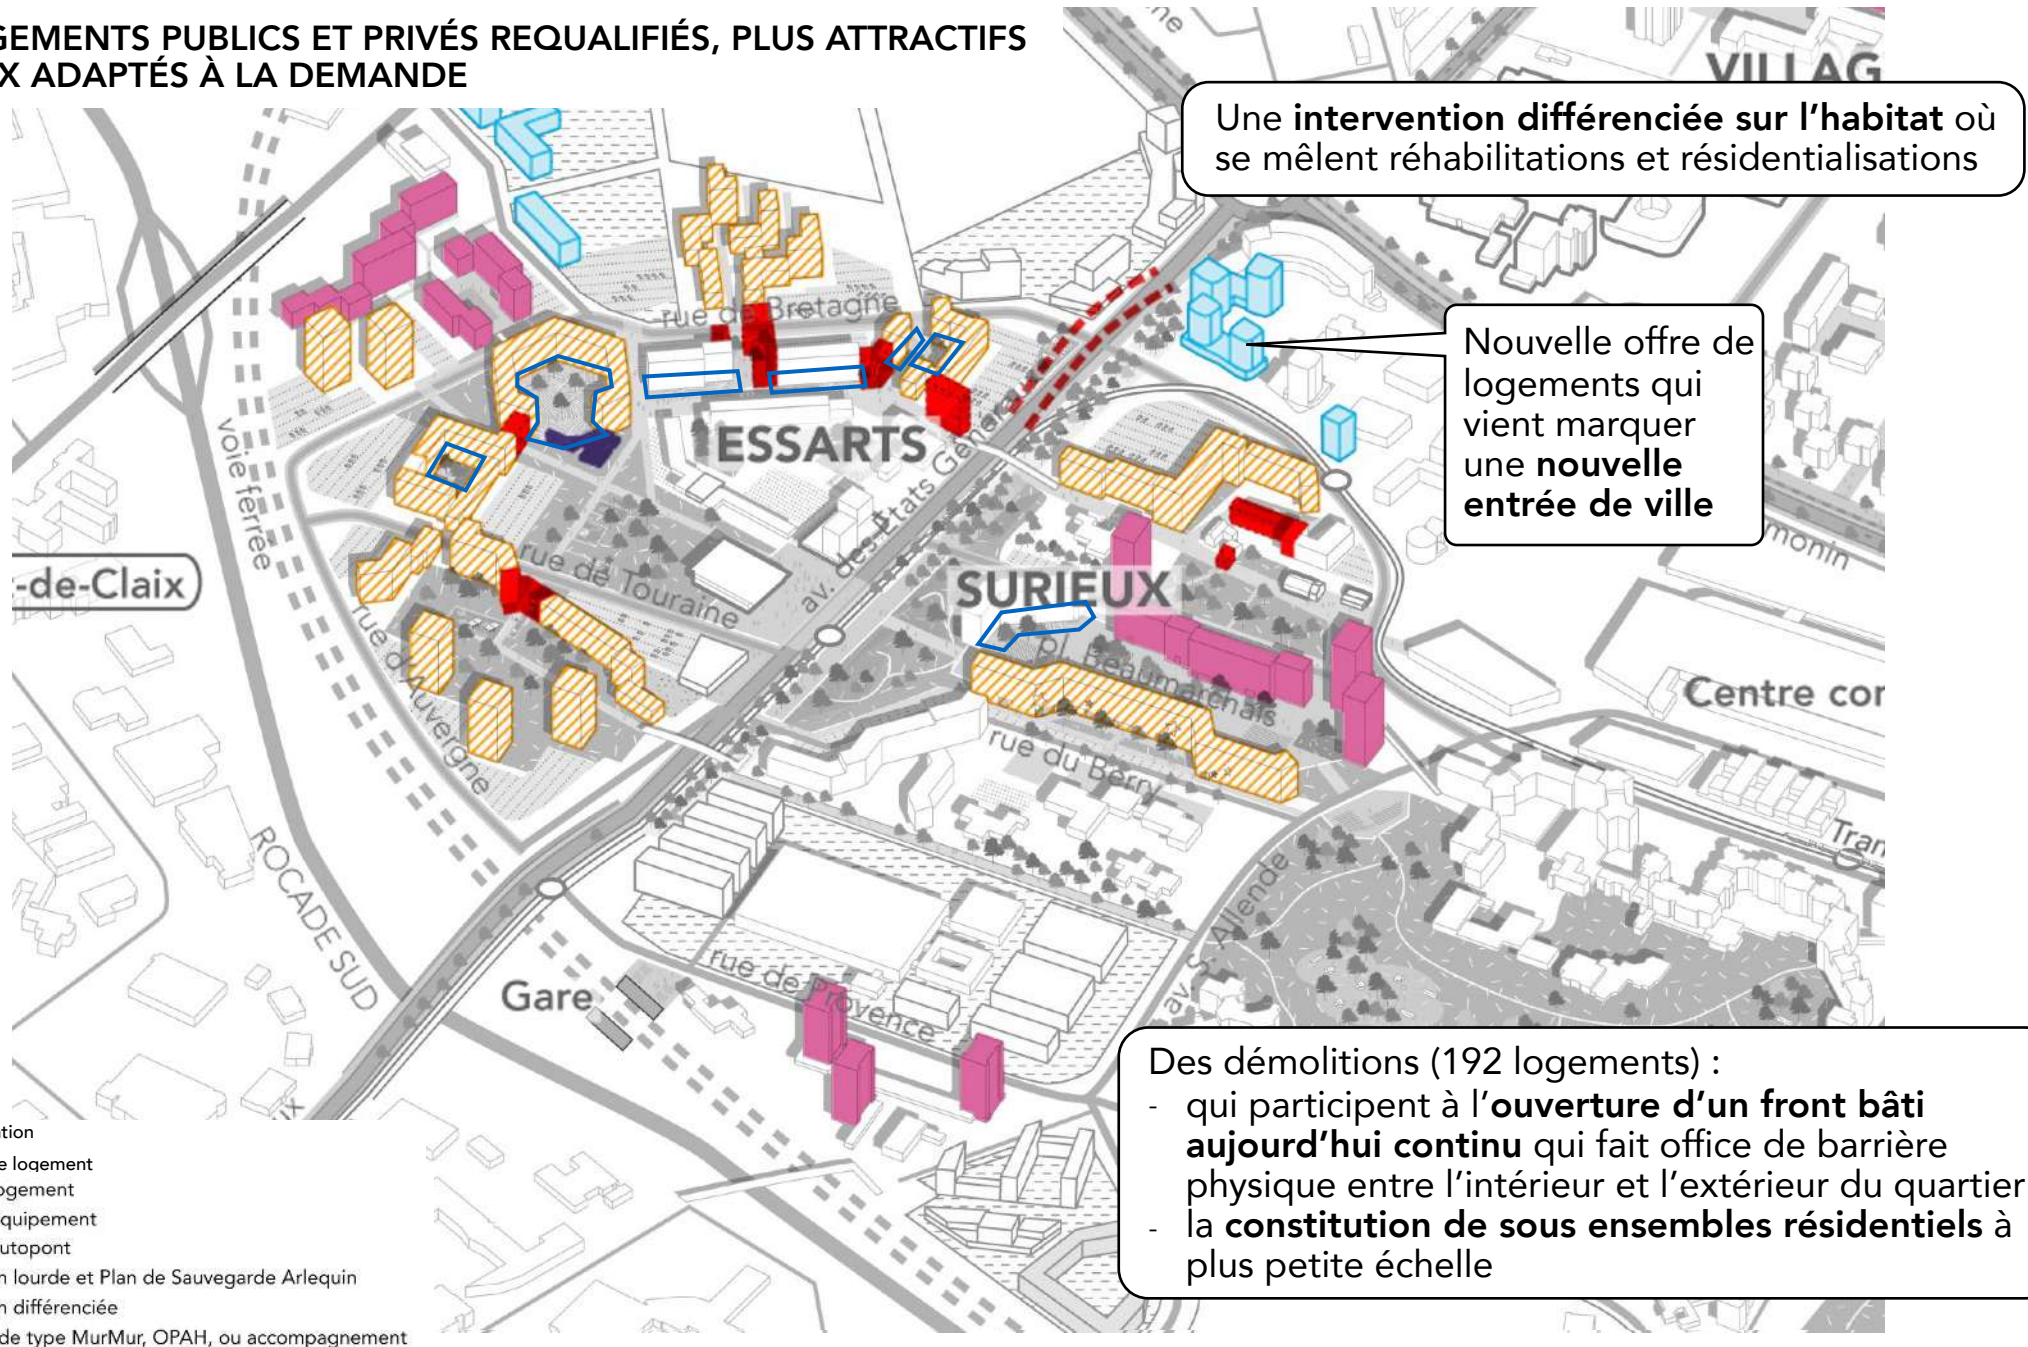 GEMENTS PUBLICS ET PRIVÉS REQUALIFIÉS, PLUS ATTRACTIFS
X ADAPTÉS À LA DEMANDE
VILLAG
Une intervention différenciée sur l'habitat où
se mêlent réhabilitations et résidentialisations
rue de Bretagne
Nouvelle offre de
logements qui
vient marquer
une nouvelle
entrée de ville
ESSARTS
voie ferrée
av. des États Géné
monin
-de-Claix
rue de Touraine
SURIEUX
pl. Beaumarchais
rue d'Auvergne
Centre cor
rue du Berry
ROCADE SUD
Tran
av. S. Allende
Gare
rue de Provence
Des démolitions (192 logements) :
- qui participent à l'ouverture d'un front bâti
aujourd'hui continu qui fait office de barrière
physique entre l'intérieur et l'extérieur du quartier
- la constitution de sous ensembles résidentiels à
plus petite échelle
tion
e logement
ogement
quipement
utopont
n lourde et Plan de Sauvegarde Arlequin
n différenciée
de type MurMur, OPAH, ou accompagnement